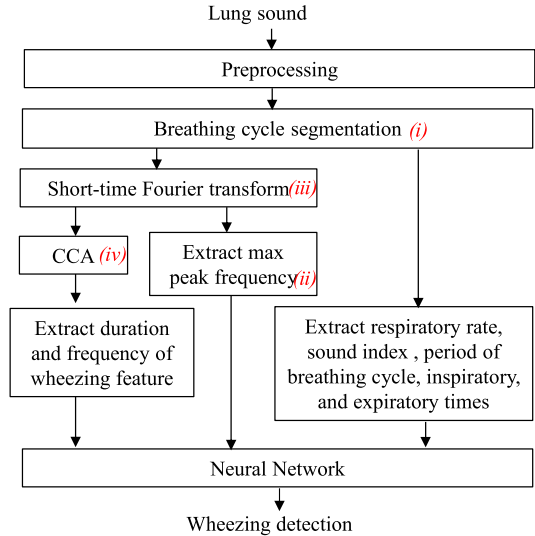 Lung sound
Preprocessing
Breathing cycle segmentation (i)
Short-time Fourier transform(iii)
CCA (iv)
Extract max
peak frequency(ii)
Extract duration
and frequency of
wheezing feature
Extract respiratory rate,
sound index , period of
breathing cycle, inspiratory,
and expiratory times
Neural Network
Wheezing detection